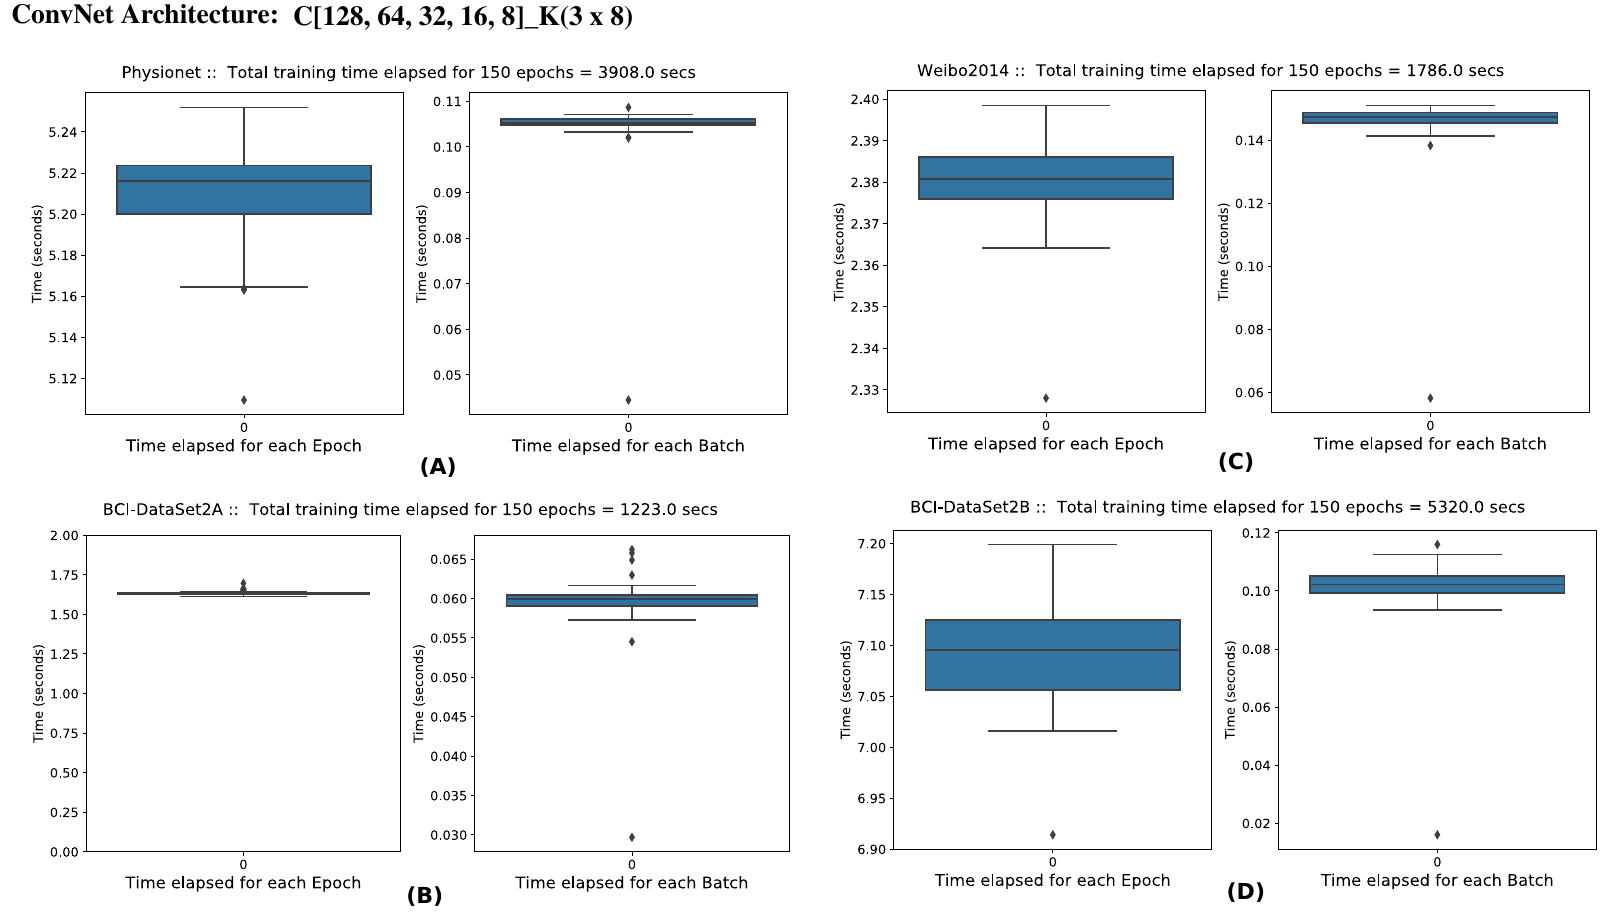 ConvNet Architecture: C[128, 64, 32, 16, 8]_K(3 x 8)
Physionet :: Total training time elapsed for 150 epochs = 3908.0 secs
5.24
5.22
5.20
5.18
5.16
5.14
5.12
Time (seconds)
0
Time elapsed for each Epoch
0.11
0.10
0.09
0.08
0.07
0.06
0.05
Time (seconds)
0
Time elapsed for each Batch
(A)
Weibo2014 :: Total training time elapsed for 150 epochs = 1786.0 secs
2.40
2.39
2.38
2.37
2.36
2.35
2.34
2.33
Time (seconds)
0
Time elapsed for each Epoch
0.14
0.12
0.10
0.08
0.06
Time (seconds)
0
Time elapsed for each Batch
(C)
BCI-DataSet2A :: Total training time elapsed for 150 epochs = 1223.0 secs
2.00
1.75
1.50
1.25
1.00
0.75
0.50
0.25
0.00
Time (seconds)
0
Time elapsed for each Epoch
0.065
0.060
0.055
0.050
0.045
0.040
0.035
0.030
Time (seconds)
0
Time elapsed for each Batch
(B)
BCI-DataSet2B :: Total training time elapsed for 150 epochs = 5320.0 secs
7.20
7.15
7.10
7.05
7.00
6.95
6.90
Time (seconds)
0
Time elapsed for each Epoch
0.12
0.10
0.08
0.06
0.04
0.02
Time (seconds)
0
Time elapsed for each Batch
(D)